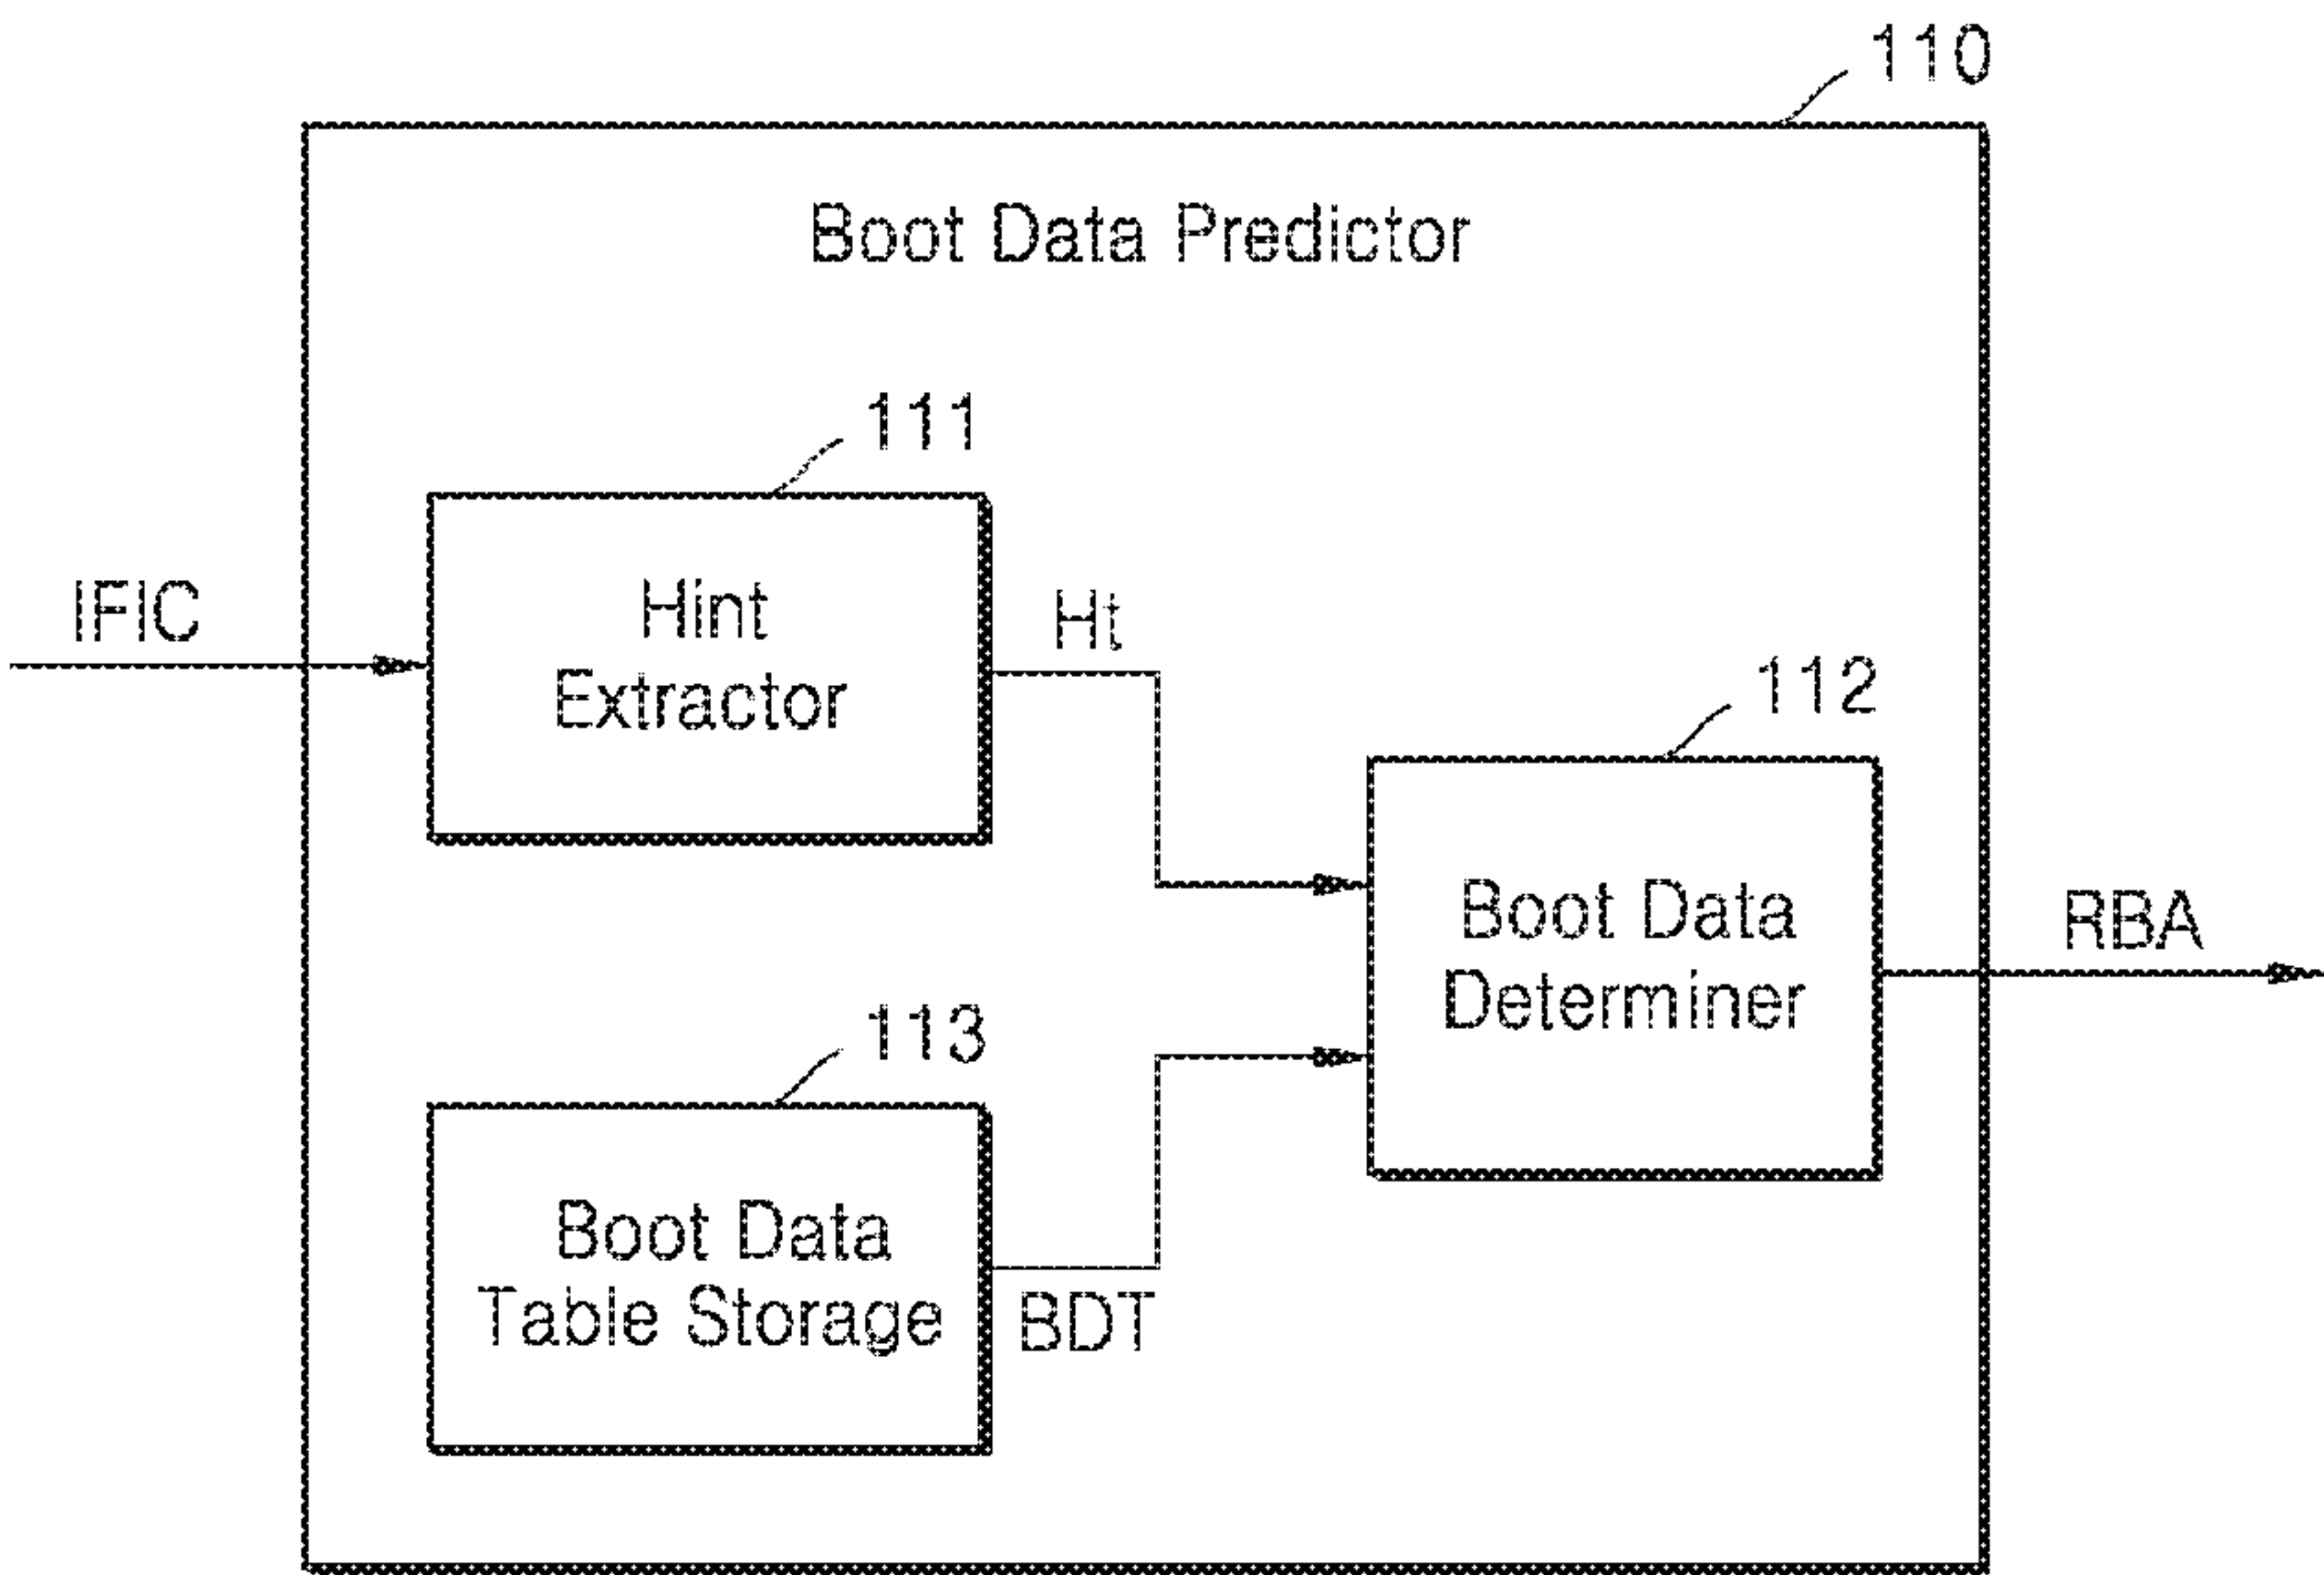 110
Boot Data Predictor
111
IFIC
Hint
Extractor
Ht
112
Boot Data
Determiner
RBA
113
Boot Data
Table Storage
BDT